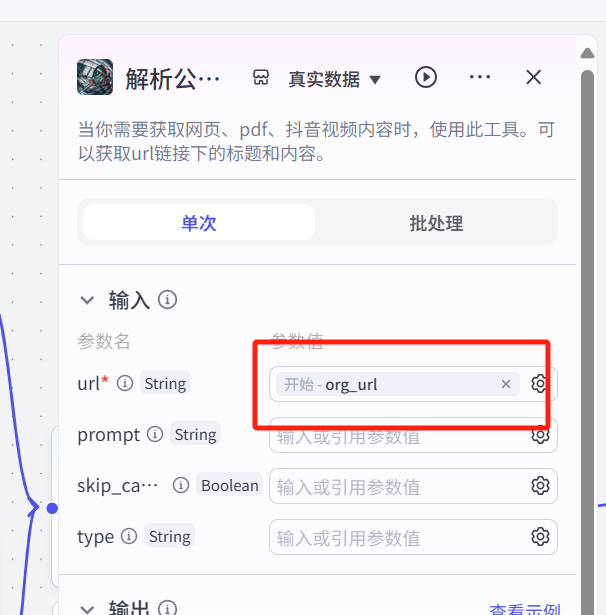 解析公…
真实数据
当你需要获取网页、pdf、抖音视频内容时，使用此工具。可
以获取url链接下的标题和内容。
单次 批处理
输入
参数名 参数值
url* String 开始 - org_url
prompt String 输入或引用参数值
skip_ca… Boolean 输入或引用参数值
type String 输入或引用参数值
输出 查看示例